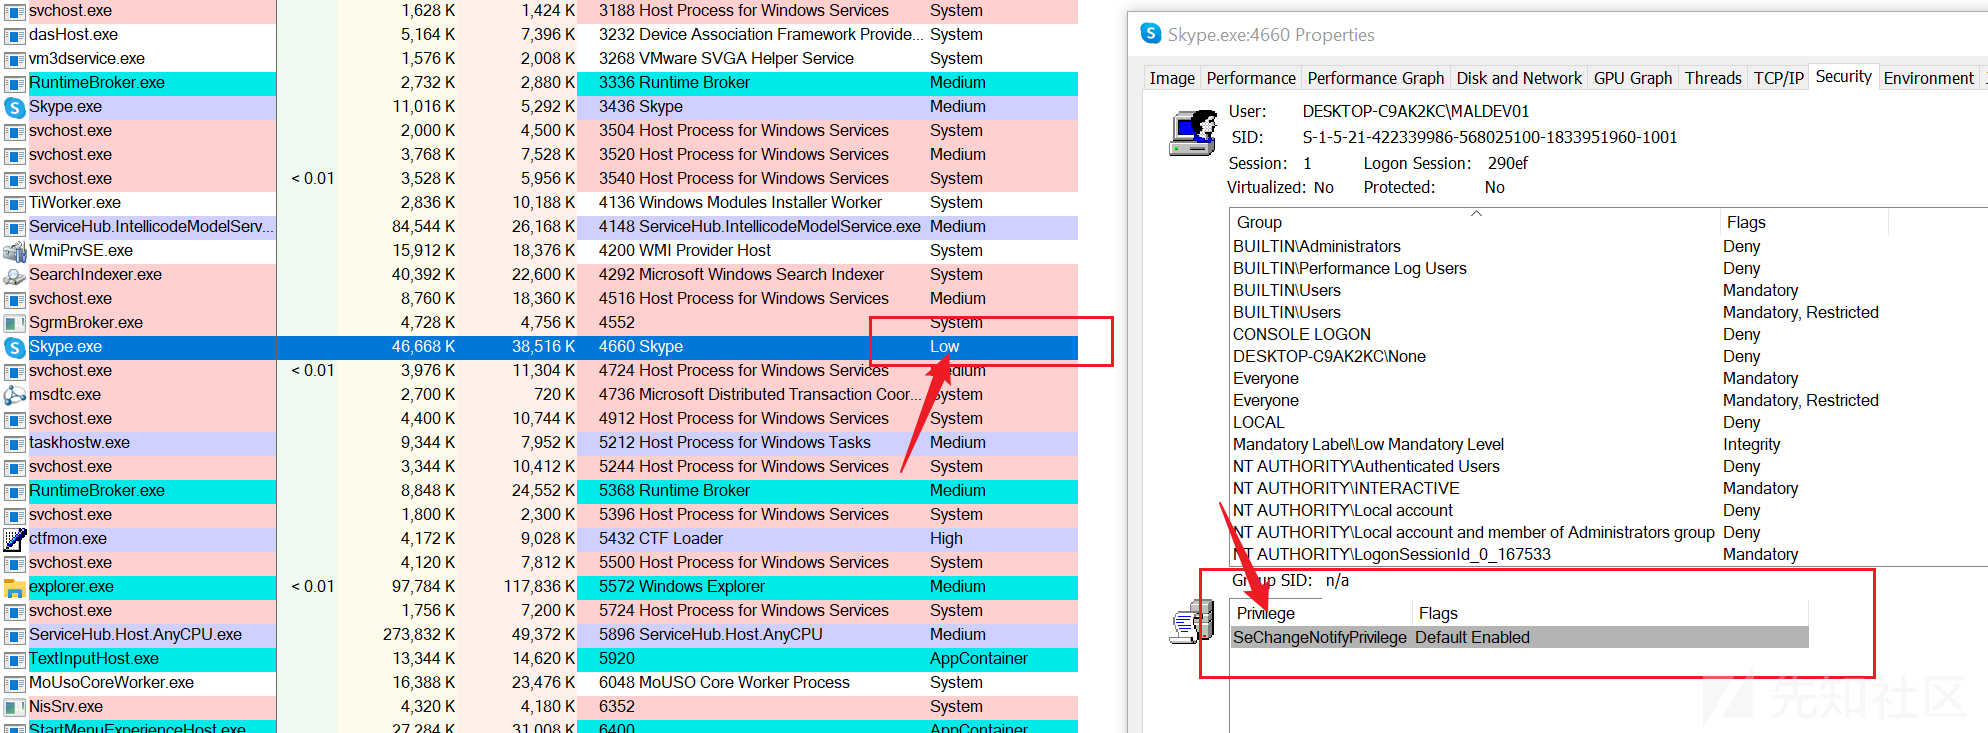 svchost.exe 1,628 K 1,424 K 3188 Host Process for Windows Services System
dasHost.exe 5,164 K 7,396 K 3232 Device Association Framework Provide... System
vm3dservice.exe 1,576 K 2,008 K 3268 VMware SVGA Helper Service System
RuntimeBroker.exe 2,732 K 2,880 K 3336 Runtime Broker Medium
Skype.exe 11,016 K 5,292 K 3436 Skype Medium
svchost.exe 2,000 K 4,500 K 3504 Host Process for Windows Services System
svchost.exe 3,768 K 7,528 K 3520 Host Process for Windows Services Medium
svchost.exe < 0.01 3,528 K 5,956 K 3540 Host Process for Windows Services System
TiWorker.exe 2,836 K 10,188 K 4136 Windows Modules Installer Worker System
ServiceHub.IntellicodeModelServ... 84,544 K 26,168 K 4148 ServiceHub.IntellicodeModelService.exe Medium
WmiPrvSE.exe 15,912 K 18,376 K 4200 WMI Provider Host System
SearchIndexer.exe 40,392 K 22,600 K 4292 Microsoft Windows Search Indexer System
svchost.exe 8,760 K 18,360 K 4516 Host Process for Windows Services Medium
SgrmBroker.exe 4,728 K 4,756 K 4552 System
Skype.exe 46,668 K 38,516 K 4660 Skype Low
svchost.exe < 0.01 3,976 K 11,304 K 4724 Host Process for Windows Services Medium
msdtc.exe 2,700 K 720 K 4736 Microsoft Distributed Transaction Coor... System
svchost.exe 4,400 K 10,744 K 4912 Host Process for Windows Services System
taskhostw.exe 9,344 K 7,952 K 5212 Host Process for Windows Tasks Medium
svchost.exe 3,344 K 10,412 K 5244 Host Process for Windows Services System
RuntimeBroker.exe 8,848 K 24,552 K 5368 Runtime Broker Medium
svchost.exe 1,800 K 2,300 K 5396 Host Process for Windows Services System
ctfmon.exe 4,172 K 9,028 K 5432 CTF Loader High
svchost.exe 4,120 K 7,812 K 5500 Host Process for Windows Services System
explorer.exe < 0.01 97,784 K 117,836 K 5572 Windows Explorer Medium
svchost.exe 1,756 K 7,200 K 5724 Host Process for Windows Services System
ServiceHub.Host.AnyCPU.exe 273,832 K 49,372 K 5896 ServiceHub.Host.AnyCPU Medium
TextInputHost.exe 13,344 K 14,620 K 5920 AppContainer
MoUsoCoreWorker.exe 16,388 K 23,476 K 6048 MoUSO Core Worker Process System
NisSrv.exe 4,320 K 4,180 K 6352 System
StartMenuExperienceHost.exe 27,284 K 31,008 K 6400 AppContainer
Skype.exe:4660 Properties
Image Performance Performance Graph Disk and Network GPU Graph Threads TCP/IP Security Environment
User: DESKTOP-C9AK2KC\MALDEV01
SID: S-1-5-21-422339986-568025100-1833951960-1001
Session: 1 Logon Session: 290ef
Virtualized: No Protected: No
Group Flags
BUILTIN\Administrators Deny
BUILTIN\Performance Log Users Deny
BUILTIN\Users Mandatory
BUILTIN\Users Mandatory, Restricted
CONSOLE LOGON Deny
DESKTOP-C9AK2KC\None Deny
Everyone Mandatory
Everyone Mandatory, Restricted
LOCAL Deny
Mandatory Label\Low Mandatory Level Integrity
NT AUTHORITY\Authenticated Users Deny
NT AUTHORITY\INTERACTIVE Mandatory
NT AUTHORITY\Local account Deny
NT AUTHORITY\Local account and member of Administrators group Deny
NT AUTHORITY\LogonSessionId_0_167533 Mandatory
Group SID: n/a
Privilege Flags
SeChangeNotifyPrivilege Default Enabled
先知社区